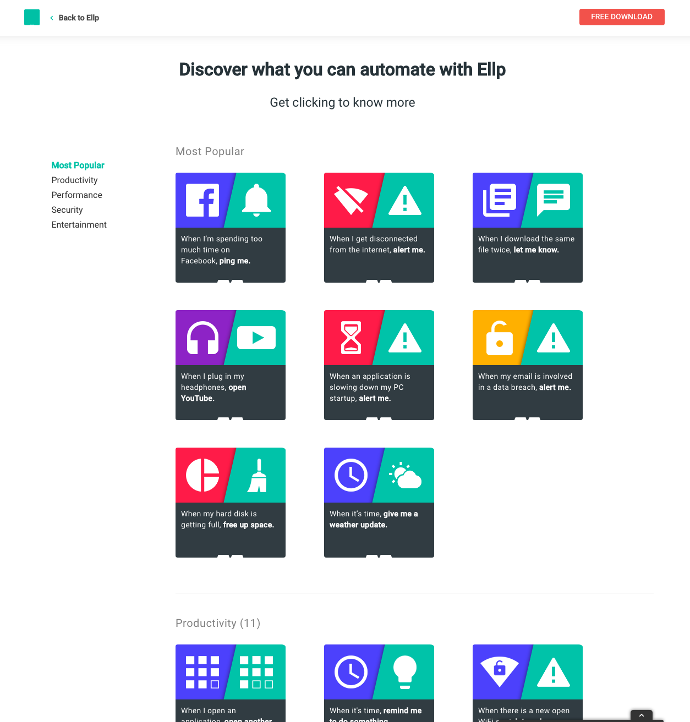 Back to Ellp
FREE DOWNLOAD
Discover what you can automate with Ellp
Get clicking to know more
Most Popular
Productivity
Performance
Security
Entertainment
Most Popular
When I'm spending too
much time on
Facebook, ping me.
When I get disconnected
from the internet, alert me.
When I download the same
file twice, let me know.
When I plug in my
headphones, open
YouTube.
When an application is
slowing down my PC
startup, alert me.
When my email is involved
in a data breach, alert me.
When my hard disk is
getting full, free up space.
When it's time, give me a
weather update.
Productivity (11)
When I open an
application, open another
When it's time, remind me
to do something.
When there is a new open
WiFi